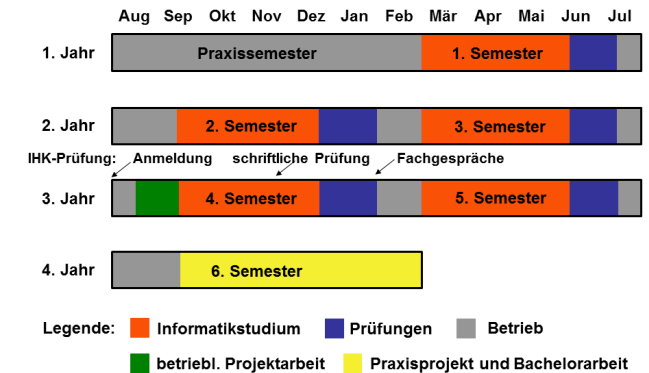 Aug Sep Okt Nov Dez Jan Feb Mär Apr Mai Jun Jul
1. Jahr Praxissemester 1. Semester
2. Jahr 2. Semester 3. Semester
IHK-Prüfung: Anmeldung schriftliche Prüfung Fachgespräche
3. Jahr 4. Semester 5. Semester
4. Jahr 6. Semester
Legende: Informatikstudium Prüfungen Betrieb
betriebl. Projektarbeit Praxisprojekt und Bachelorarbeit